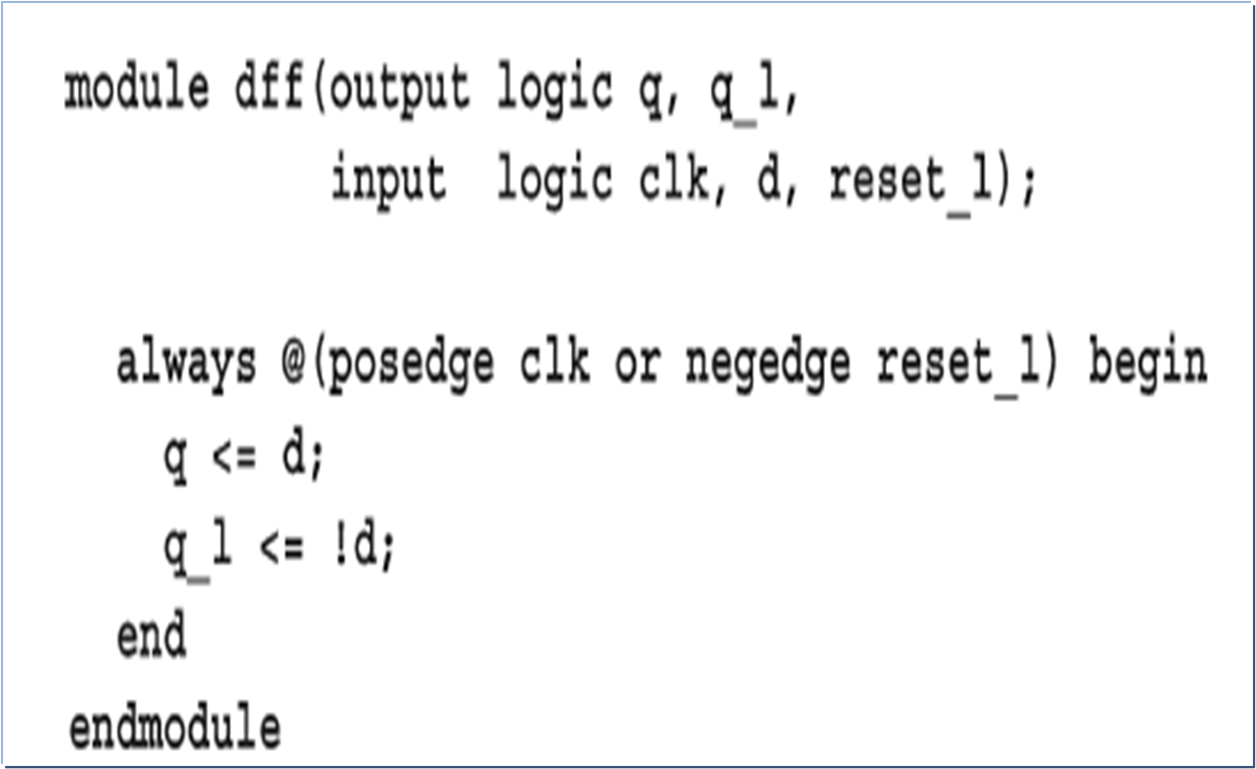 module dff(output logic q, q_l,
           input  logic clk, d, reset_l);
  always @(posedge clk or negedge reset_l) begin
    q <= d;
    q_l <= !d;
  end
endmodule